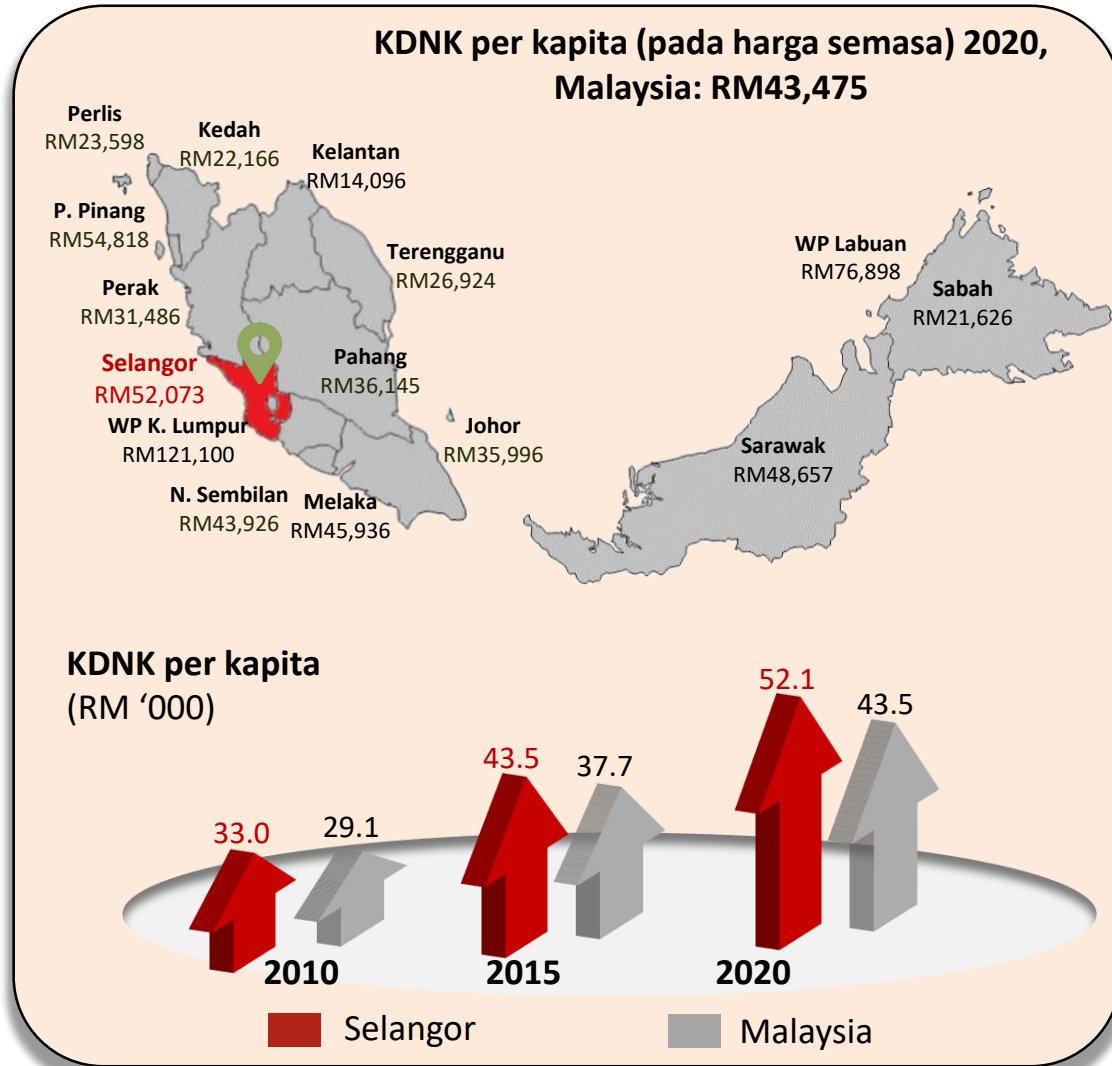 KDNK per kapita (pada harga semasa) 2020,
Malaysia: RM43,475
Perlis
RM23,598
Kedah
RM22,166
Kelantan
RM14,096
P. Pinang
RM54,818
Terengganu
RM26,924
Perak
RM31,486
Selangor
RM52,073
Pahang
RM36,145
WP K. Lumpur
RM121,100
Johor
RM35,996
N. Sembilan
RM43,926
Melaka
RM45,936
WP Labuan
RM76,898
Sabah
RM21,626
Sarawak
RM48,657
KDNK per kapita
(RM ‘000)
33.0
29.1
43.5
37.7
52.1
43.5
2010
2015
2020
Selangor
Malaysia